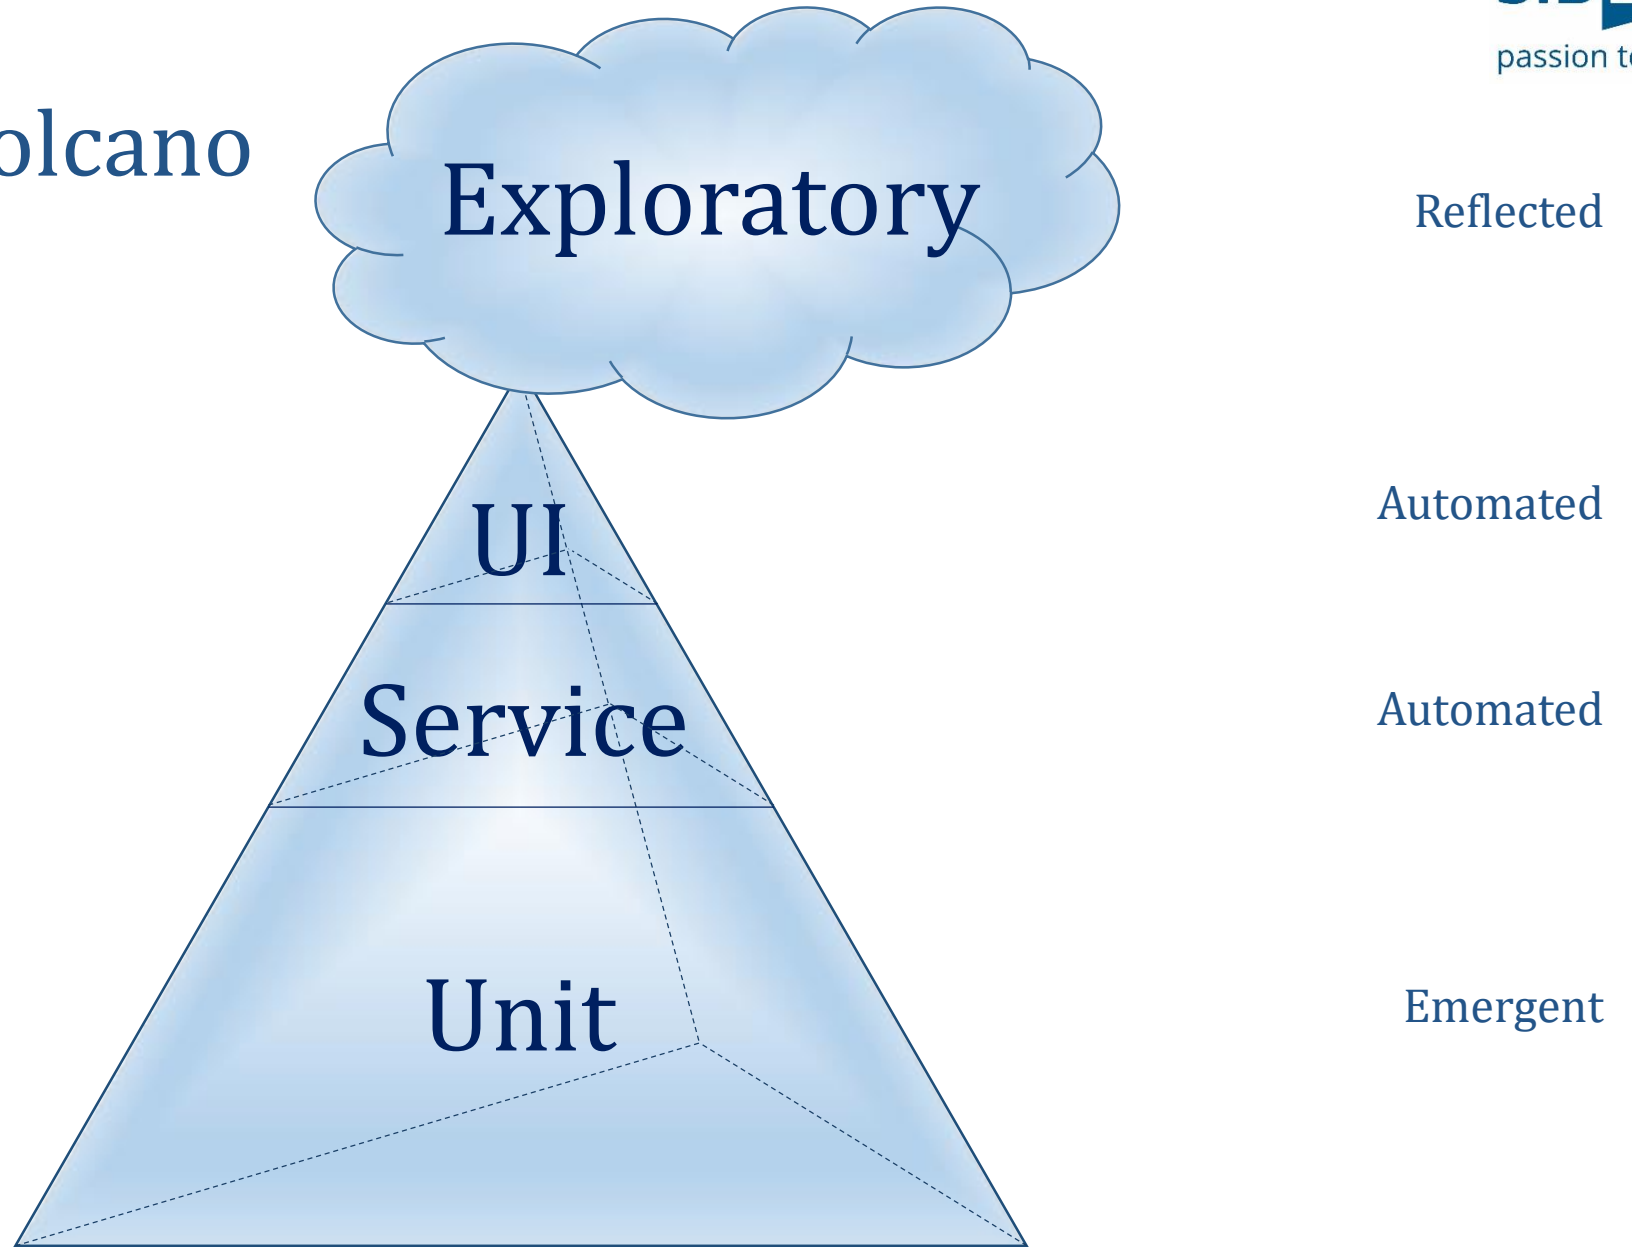 olcano
Exploratory
Reflected
UI
Automated
Service
Automated
Unit
Emergent
passion t